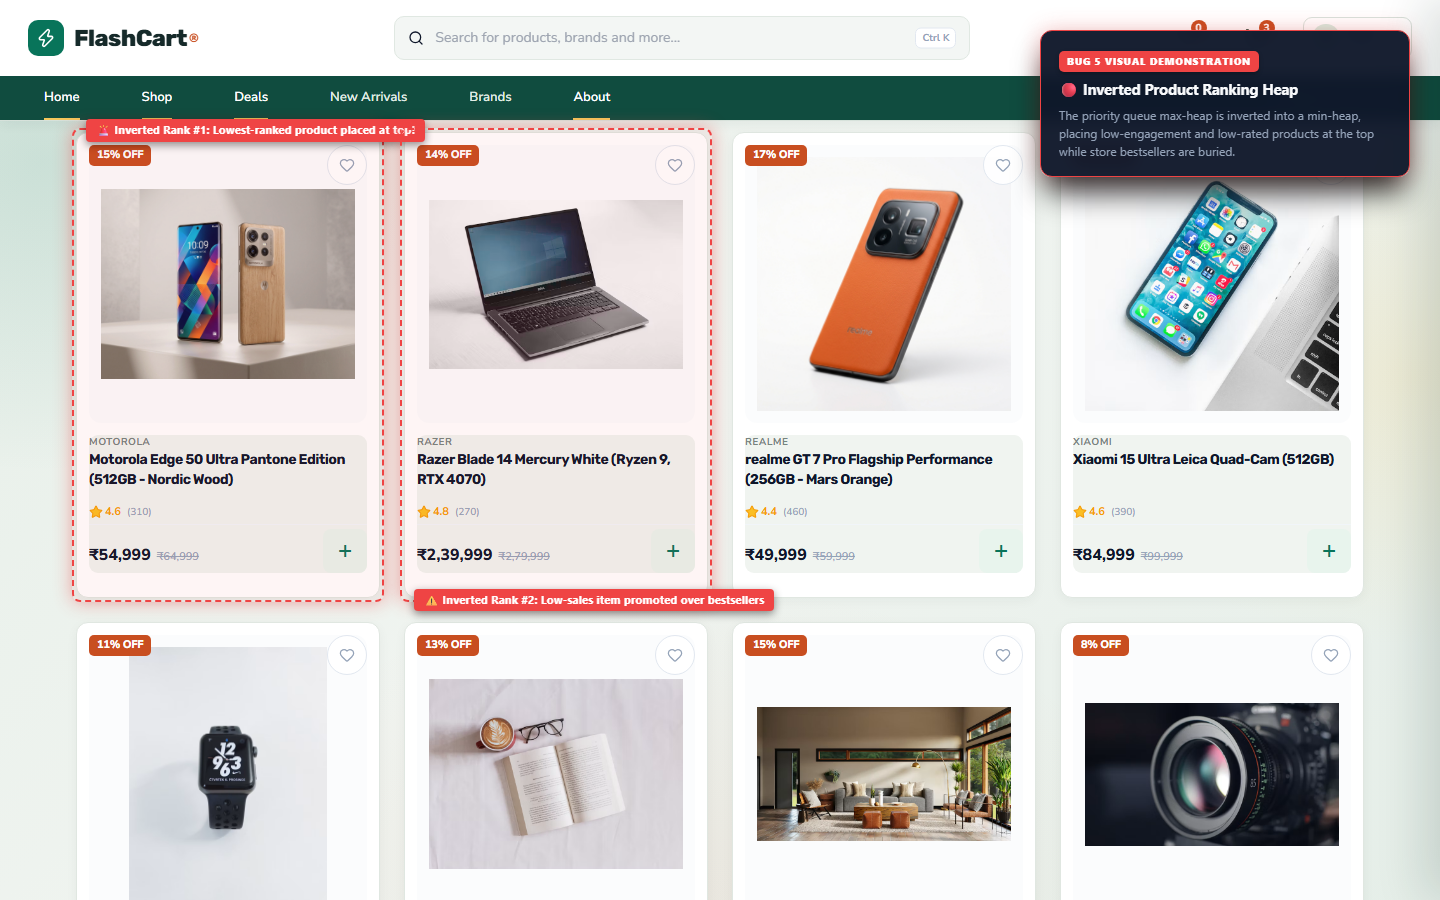 FlashCart®
Search for products, brands and more...
Ctrl K
0
3
Home
Shop
Deals
New Arrivals
Brands
About
BUG 5 VISUAL DEMONSTRATION
Inverted Product Ranking Heap
The priority queue max-heap is inverted into a min-heap,
placing low-engagement and low-rated products at the top
while store bestsellers are buried.
Inverted Rank #1: Lowest-ranked product placed at top!
15% OFF
14% OFF
17% OFF
10:09
MOTOROLA
Motorola Edge 50 Ultra Pantone Edition
(512GB - Nordic Wood)
4.6 (310)
₹54,999 ₹64,999
+
RAZER
Razer Blade 14 Mercury White (Ryzen 9,
RTX 4070)
4.8 (270)
₹2,39,999 ₹2,79,999
+
REALME
realme GT 7 Pro Flagship Performance
(256GB - Mars Orange)
4.4 (460)
₹49,999 ₹59,999
+
XIAOMI
Xiaomi 15 Ultra Leica Quad-Cam (512GB)
4.6 (390)
₹84,999 ₹99,999
+
Inverted Rank #2: Low-sales item promoted over bestsellers
11% OFF
13% OFF
15% OFF
8% OFF
12
9 3
6